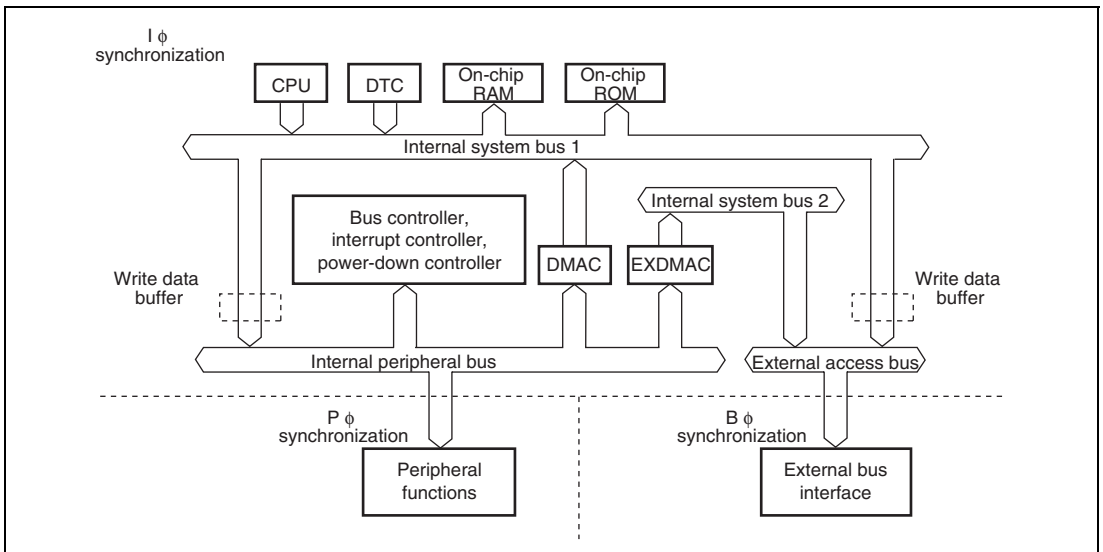 I ϕ
synchronization
CPU
DTC
On-chip
RAM
On-chip
ROM
Internal system bus 1
Internal system bus 2
Bus controller,
interrupt controller,
power-down controller
DMAC
EXDMAC
Write data
buffer
Write data
buffer
Internal peripheral bus
External access bus
P ϕ
synchronization
B ϕ
synchronization
Peripheral
functions
External bus
interface